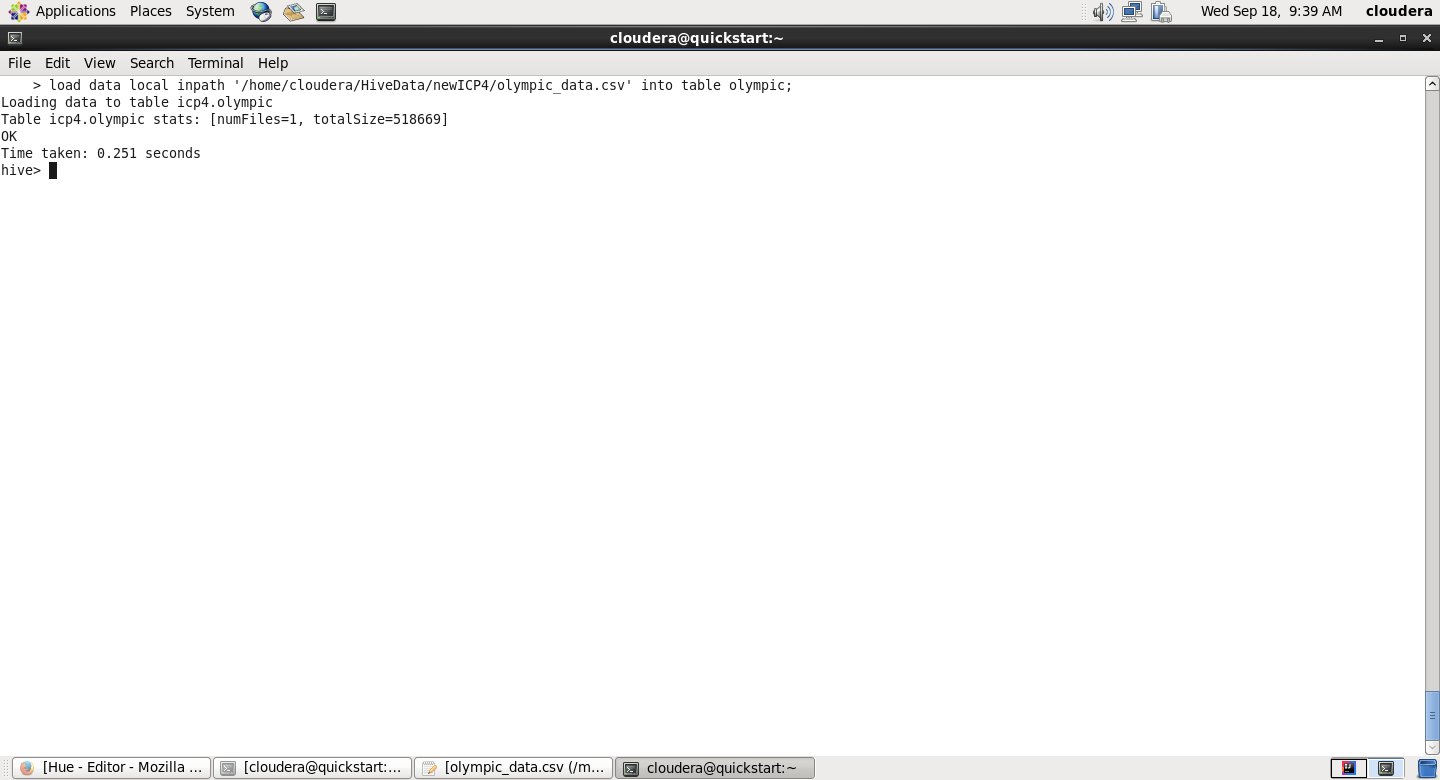 Applications Places System Wed Sep 18, 9:39 AM cloudera
cloudera@quickstart:~
File Edit View Search Terminal Help
> load data local inpath '/home/cloudera/HiveData/newICP4/olympic_data.csv' into table olympic;
Loading data to table icp4.olympic
Table icp4.olympic stats: [numFiles=1, totalSize=518669]
OK
Time taken: 0.251 seconds
hive>
[Hue - Editor - Mozilla ... [cloudera@quickstart:... [olympic_data.csv (/m... cloudera@quickstart:~